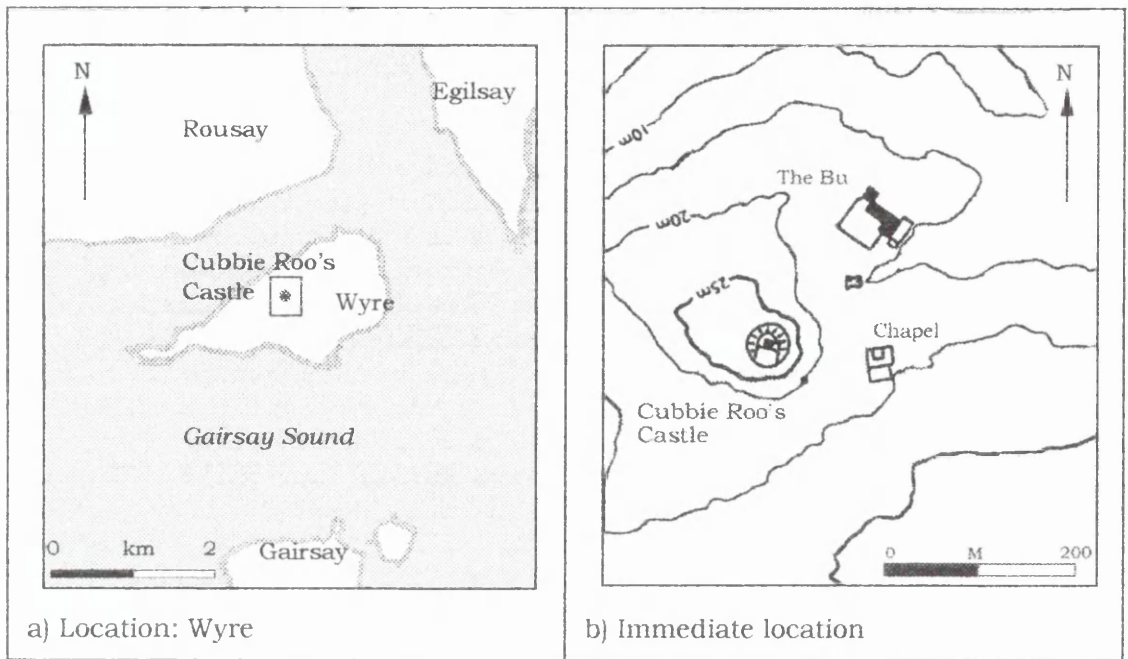 N
Egilsay
Rousay
Cubbie Roo's
Castle
Wyre
Gairsay Sound
0 km 2
Gairsay
a) Location: Wyre
N
10m
The Bu
20m
25m
Chapel
Cubbie Roo's
Castle
0 M 200
b) Immediate location